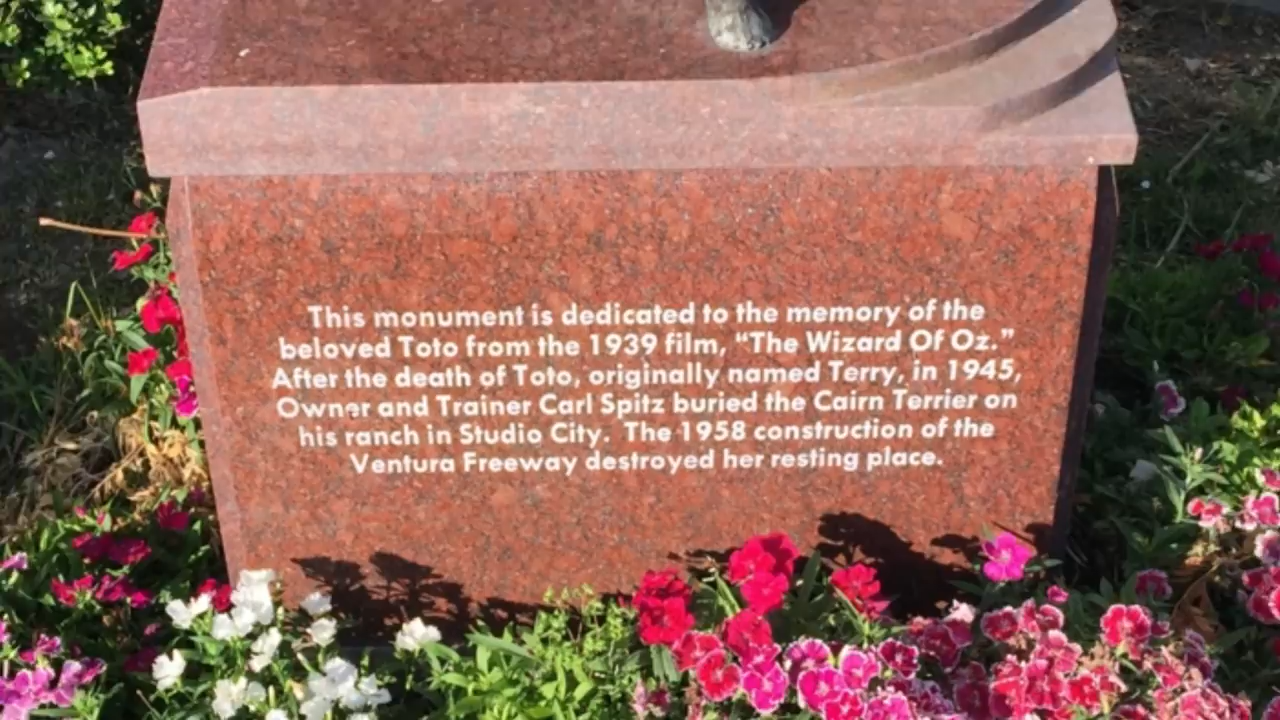 This monument is dedicated to the memory of the
beloved Toto from the 1939 film, “The Wizard Of Oz.”
After the death of Toto, originally named Terry, in 1945,
Owner and Trainer Carl Spitz buried the Cairn Terrier on
his ranch in Studio City. The 1958 construction of the
Ventura Freeway destroyed her resting place.